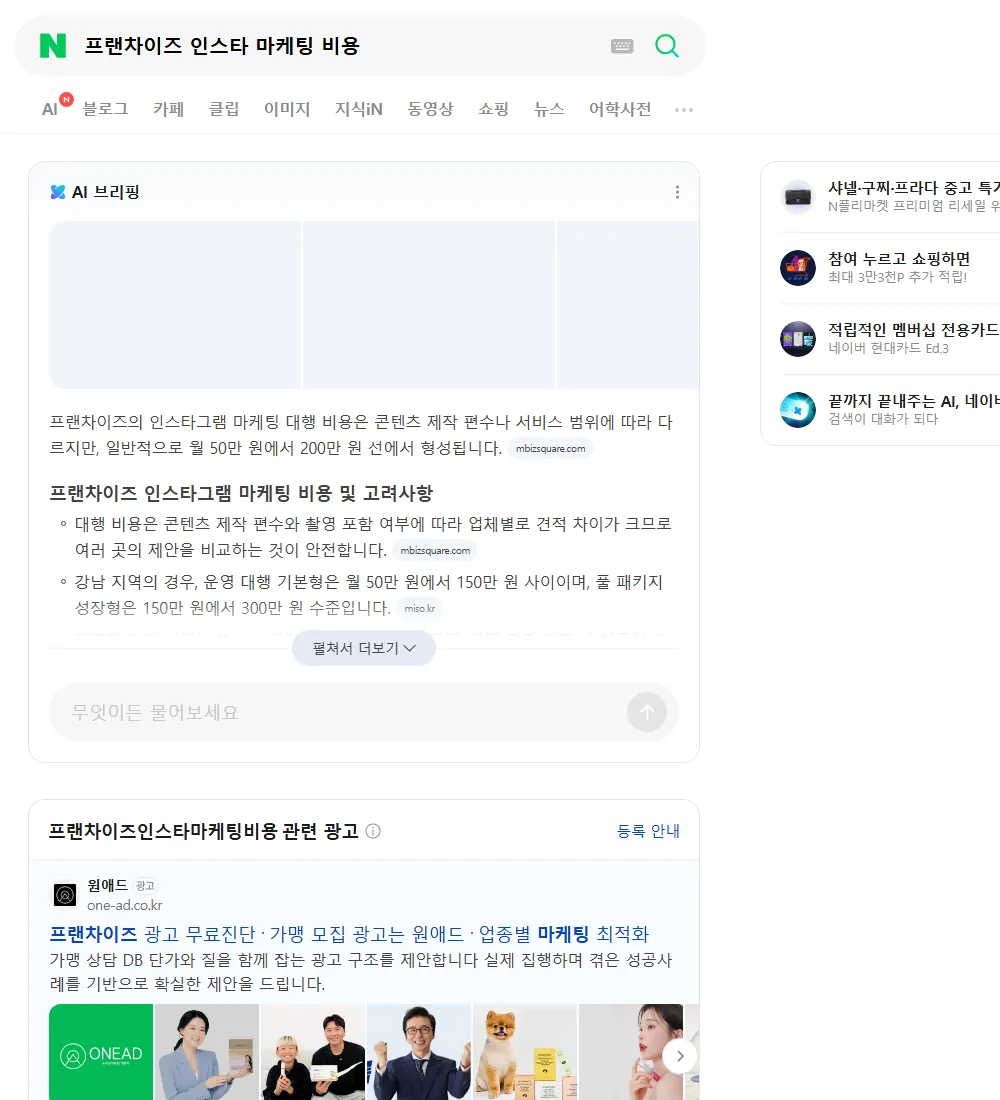 N 프랜차이즈 인스타 마케팅 비용
AI N 블로그 카페 클립 이미지 지식iN 동영상 쇼핑 뉴스 어학사전
AI 브리핑
프랜차이즈의 인스타그램 마케팅 대행 비용은 콘텐츠 제작 편수나 서비스 범위에 따라 다
르지만, 일반적으로 월 50만 원에서 200만 원 선에서 형성됩니다. mbizsquare.com
프랜차이즈 인스타그램 마케팅 비용 및 고려사항
대행 비용은 콘텐츠 제작 편수와 촬영 포함 여부에 따라 업체별로 견적 차이가 크므로
여러 곳의 제안을 비교하는 것이 안전합니다. mbizsquare.com
강남 지역의 경우, 운영 대행 기본형은 월 50만 원에서 150만 원 사이이며, 풀 패키지
성장형은 150만 원에서 300만 원 수준입니다. miso.kr
펼쳐서 더보기
무엇이든 물어보세요
프랜차이즈인스타마케팅비용 관련 광고
등록 안내
원애드 광고
one-ad.co.kr
프랜차이즈 광고 무료진단 · 가맹 모집 광고는 원애드 · 업종별 마케팅 최적화
가맹 상담 DB 단가와 질을 함께 잡는 광고 구조를 제안합니다 실제 집행하며 겪은 성공사
례를 기반으로 확실한 제안을 드립니다.
ONEAD
샤넬·구찌·프라다 중고 특가
N플리마켓 프리미엄 리세일 위
참여 누르고 쇼핑하면
최대 3만3천P 추가 적립!
적립적인 멤버십 전용카드
네이버 현대카드 Ed.3
끝까지 끝내주는 AI, 네이버
검색이 대화가 되다